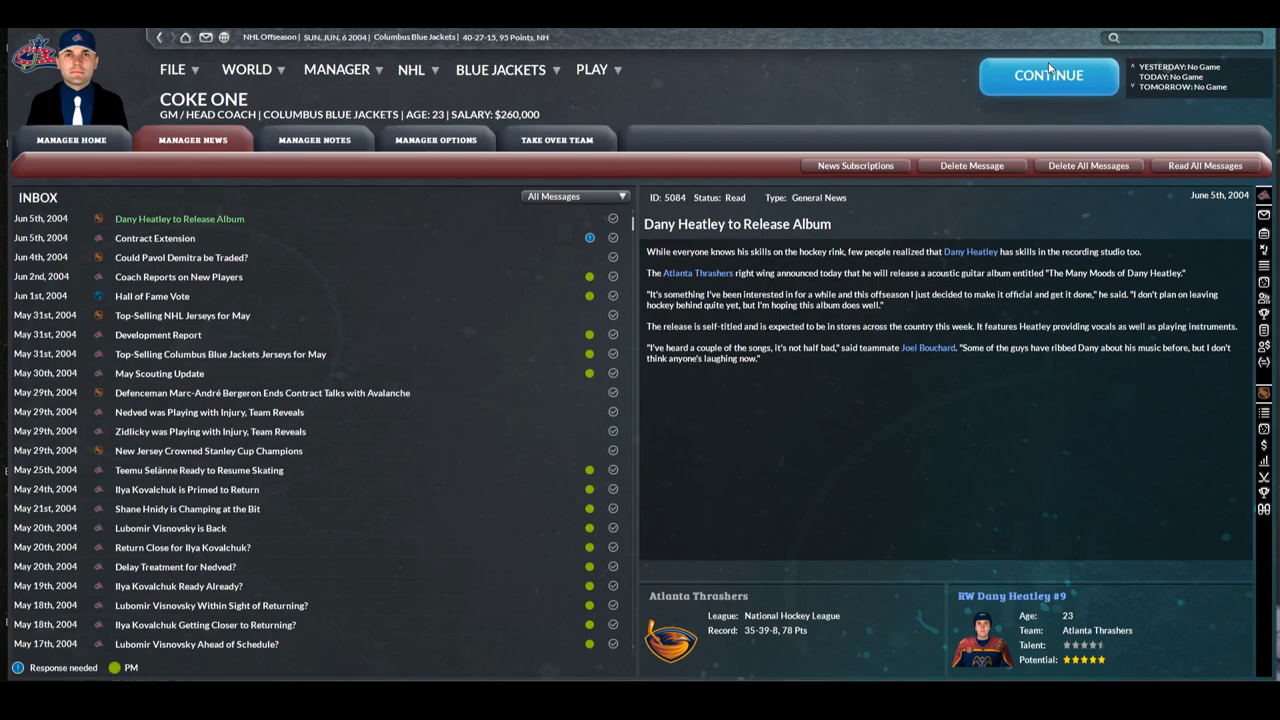 NHL Offseason | SUN. JUN. 6 2004 | Columbus Blue Jackets | 40-27-15, 95 Points, NH
FILE WORLD MANAGER NHL BLUE JACKETS PLAY
CONTINUE
YESTERDAY: No Game
TODAY: No Game
TOMORROW: No Game
COKE ONE
GM / HEAD COACH | COLUMBUS BLUE JACKETS | AGE: 23 | SALARY: $260,000
MANAGER HOME MANAGER NEWS MANAGER NOTES MANAGER OPTIONS TAKE OVER TEAM
News Subscriptions Delete Message Delete All Messages Read All Messages
INBOX All Messages
Jun 5th, 2004 Dany Heatley to Release Album
Jun 5th, 2004 Contract Extension
Jun 4th, 2004 Could Pavol Demitra be Traded?
Jun 2nd, 2004 Coach Reports on New Players
Jun 1st, 2004 Hall of Fame Vote
May 31st, 2004 Top-Selling NHL Jerseys for May
May 31st, 2004 Development Report
May 31st, 2004 Top-Selling Columbus Blue Jackets Jerseys for May
May 30th, 2004 May Scouting Update
May 29th, 2004 Defenceman Marc-André Bergeron Ends Contract Talks with Avalanche
May 29th, 2004 Nedved was Playing with Injury, Team Reveals
May 29th, 2004 Zidlicky was Playing with Injury, Team Reveals
May 29th, 2004 New Jersey Crowned Stanley Cup Champions
May 25th, 2004 Teemu Selänne Ready to Resume Skating
May 24th, 2004 Ilya Kovalchuk is Primed to Return
May 21st, 2004 Shane Hnidy is Champing at the Bit
May 20th, 2004 Lubomir Visnovsky is Back
May 20th, 2004 Return Close for Ilya Kovalchuk?
May 20th, 2004 Delay Treatment for Nedved?
May 19th, 2004 Ilya Kovalchuk Ready Already?
May 18th, 2004 Lubomir Visnovsky Within Sight of Returning?
May 18th, 2004 Ilya Kovalchuk Getting Closer to Returning?
May 17th, 2004 Lubomir Visnovsky Ahead of Schedule?
Response needed PM
ID: 5084 Status: Read Type: General News June 5th, 2004
Dany Heatley to Release Album
While everyone knows his skills on the hockey rink, few people realized that Dany Heatley has skills in the recording studio too.
The Atlanta Thrashers right wing announced today that he will release a acoustic guitar album entitled "The Many Moods of Dany Heatley."
"It's something I've been interested in for a while and this offseason I just decided to make it official and get it done," he said. "I don't plan on leaving
hockey behind quite yet, but I'm hoping this album does well."
The release is self-titled and is expected to be in stores across the country this week. It features Heatley providing vocals as well as playing instruments.
"I've heard a couple of the songs, it's not half bad," said teammate Joel Bouchard. "Some of the guys have ribbed Dany about his music before, but I don't
think anyone's laughing now."
Atlanta Thrashers
League: National Hockey League
Record: 35-39-8, 78 Pts
RW Dany Heatley #9
Age: 23
Team: Atlanta Thrashers
Talent:
Potential: